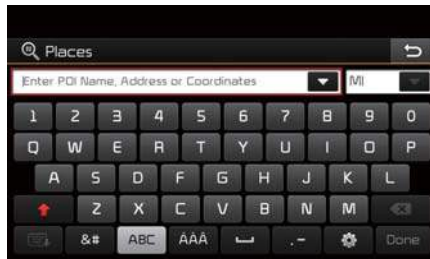 Places
Enter POI Name, Address or Coordinates MI
1 2 3 4 5 6 7 8 9 0
Q W E R T Y U I O P
A S D F G H J K L
Z X C V B N M
&# ABC ÀÁÂ .- Done